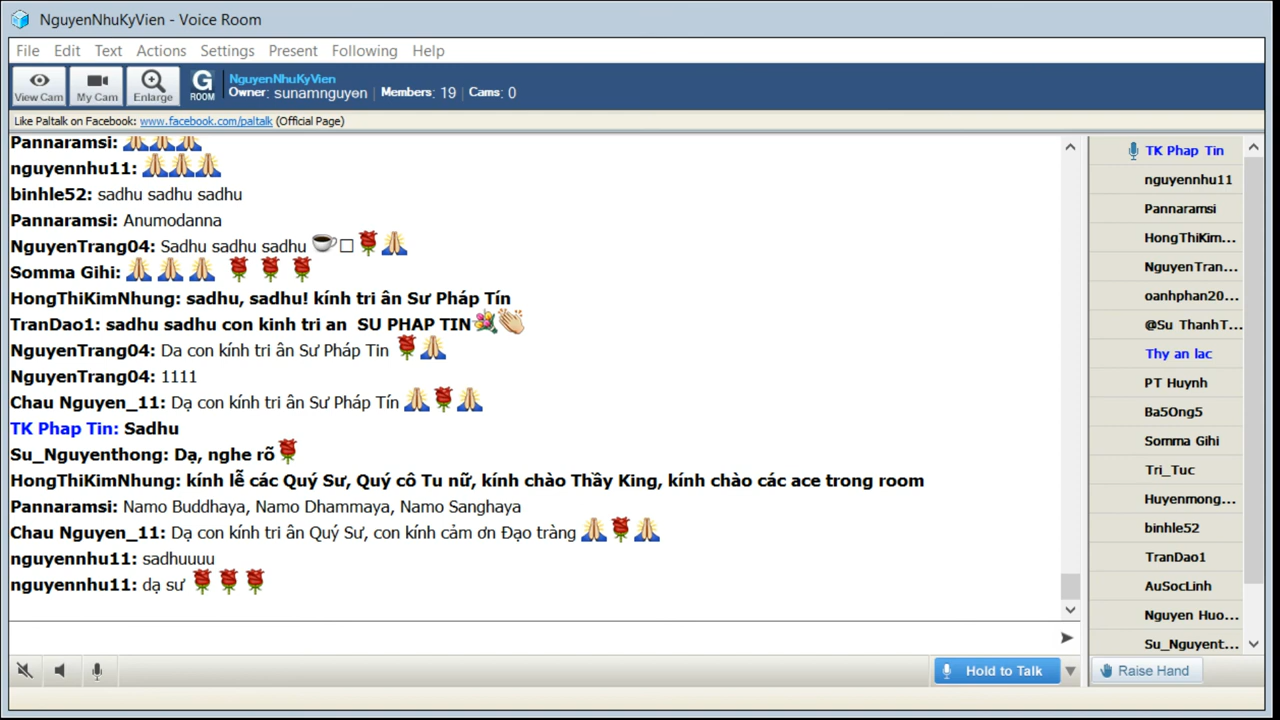 NguyenNhuKyVien - Voice Room
File Edit Text Actions Settings Present Following Help
View Cam
My Cam
Enlarge
G ROOM
NguyenNhuKyVien
Owner: sunamnguyen | Members: 19 | Cams: 0
Like Paltalk on Facebook: www.facebook.com/paltalk (Official Page)
Pannaramsi: 🙏🙏🙏
nguyennhu11: 🙏🙏🙏
binhle52: sadhu sadhu sadhu
Pannaramsi: Anumodanna
NguyenTrang04: Sadhu sadhu sadhu ☕□🌹🙏
Somma Gihi: 🙏🙏🙏 🌹🌹🌹
HongThiKimNhung: sadhu, sadhu! kính tri ân Sư Pháp Tín
TranDao1: sadhu sadhu con kinh tri an SU PHAP TIN💐👏
NguyenTrang04: Da con kính tri ân Sư Pháp Tin 🌹🙏
NguyenTrang04: 1111
Chau Nguyen_11: Dạ con kính tri ân Sư Pháp Tín 🙏🌹🙏
TK Phap Tin: Sadhu
Su_Nguyenthong: Dạ, nghe rõ🌹
HongThiKimNhung: kính lễ các Quý Sư, Quý cô Tu nữ, kính chào Thầy King, kính chào các ace trong room
Pannaramsi: Namo Buddhaya, Namo Dhammaya, Namo Sanghaya
Chau Nguyen_11: Dạ con kính tri ân Quý Sư, con kính cảm ơn Đạo tràng 🙏🌹🙏
nguyennhu11: sadhuuuu
nguyennhu11: dạ sư 🌹🌹🌹
TK Phap Tin
nguyennhu11
Pannaramsi
HongThiKim...
NguyenTran...
oanhphan20...
@Su ThanhT...
Thy an lac
PT Huynh
Ba5Ong5
Somma Gihi
Tri_Tuc
Huyenmong...
binhle52
TranDao1
AuSocLinh
Nguyen Huo...
Su_Nguyent...
Hold to Talk
Raise Hand